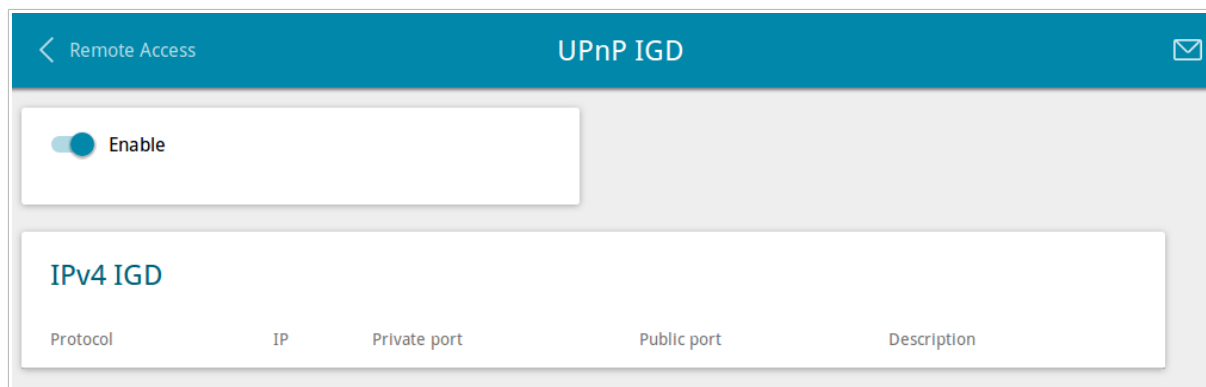 Remote Access UPnP IGD
Enable
IPv4 IGD
Protocol IP Private port Public port Description